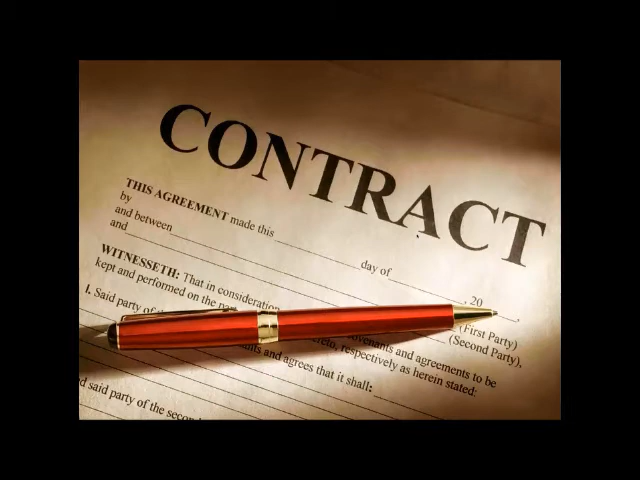 CONTRACT
THIS AGREEMENT made this
day of
, 20
,
by
and between
(First Party)
and
(Second Party),
WITNESSETH: That in consideration
ovenants and agreements to be
kept and performed on the
respectively as herein stated:
I. Said party of
nts and agrees that it shall:
d said party of the second